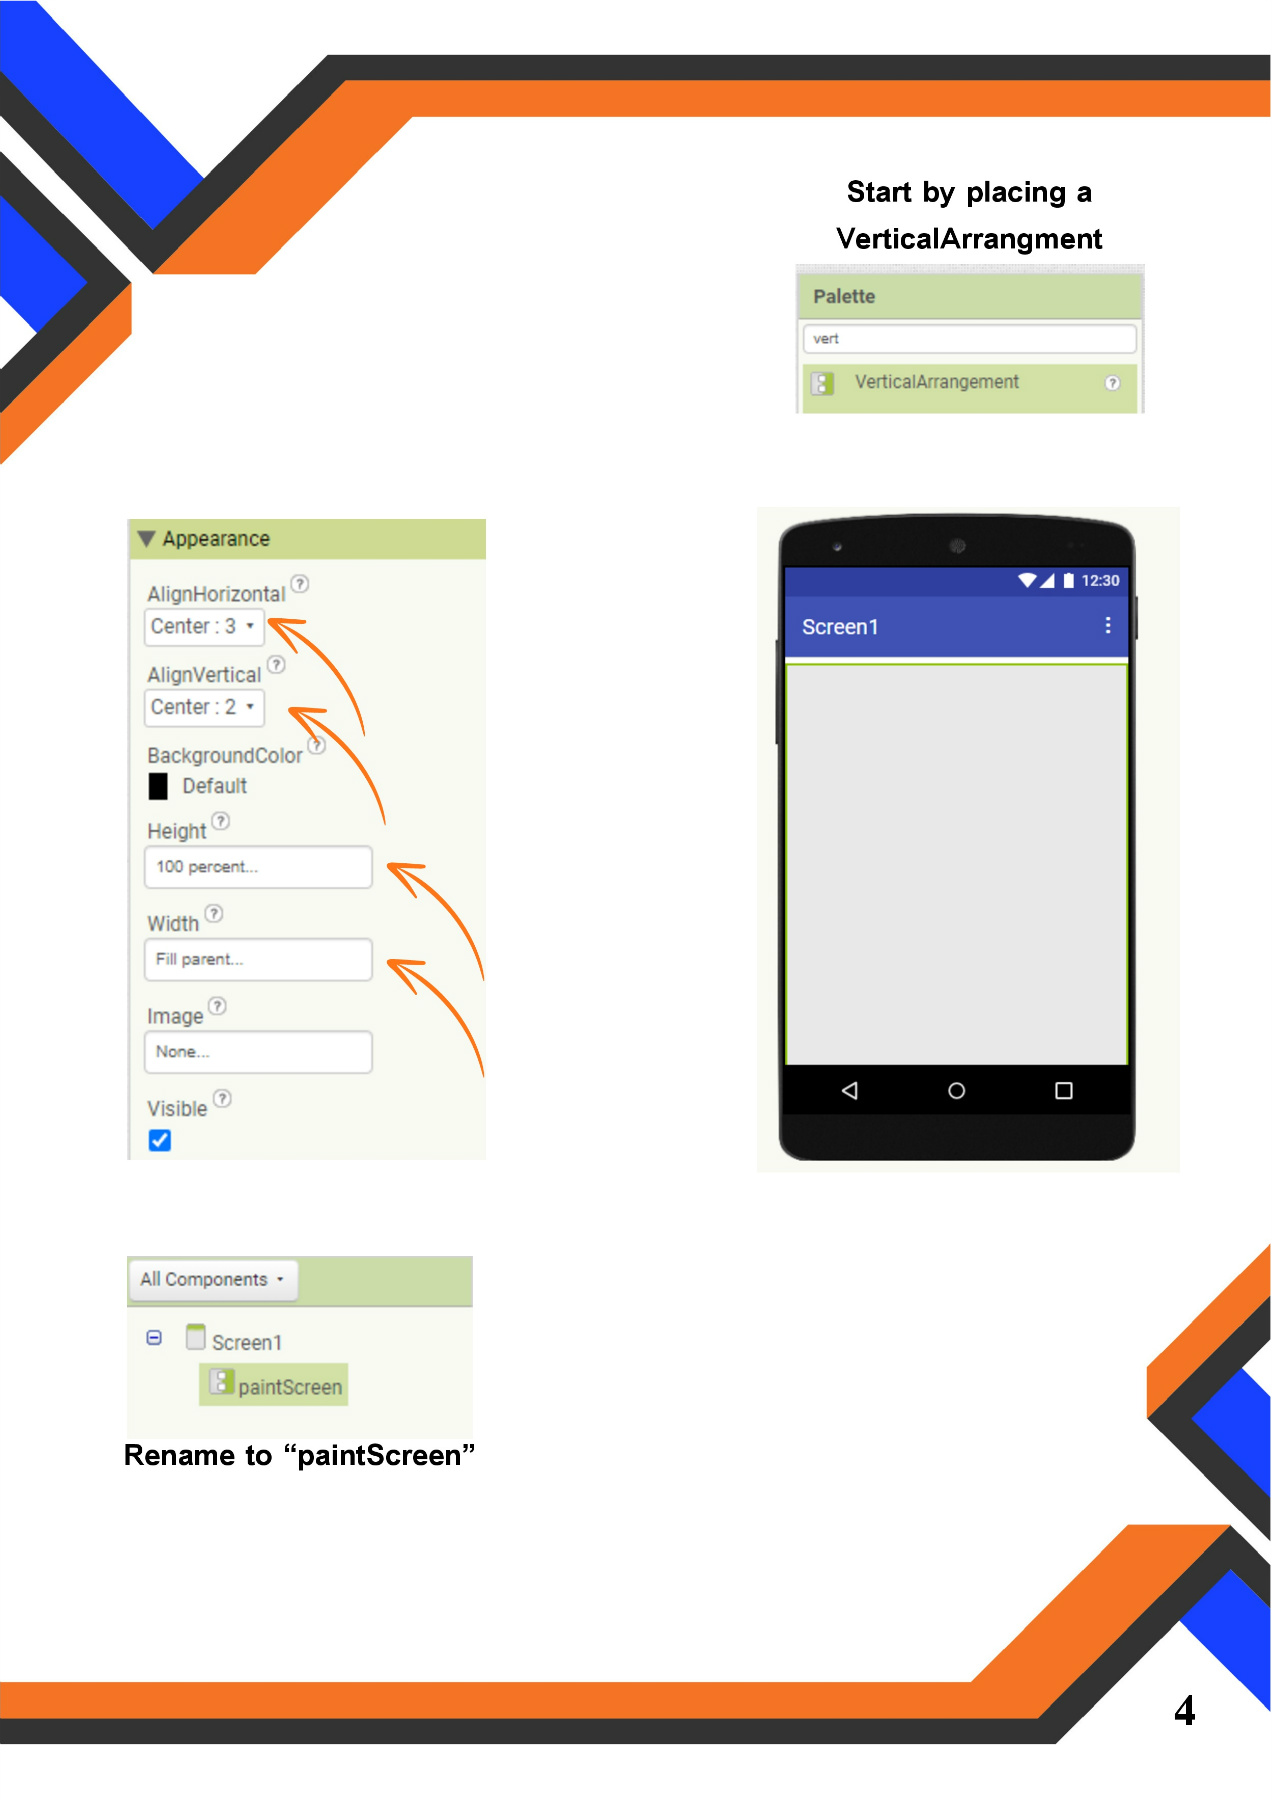 Start by placing a
VerticalArrangment
Palette
vert
VerticalArrangement
?
Appearance
AlignHorizontal ?
Center : 3
AlignVertical ?
Center : 2
BackgroundColor ?
Default
Height ?
100 percent...
Width ?
Fill parent...
Image ?
None...
Visible ?
12:30
Screen1
All Components
Screen1
paintScreen
Rename to “paintScreen”
4